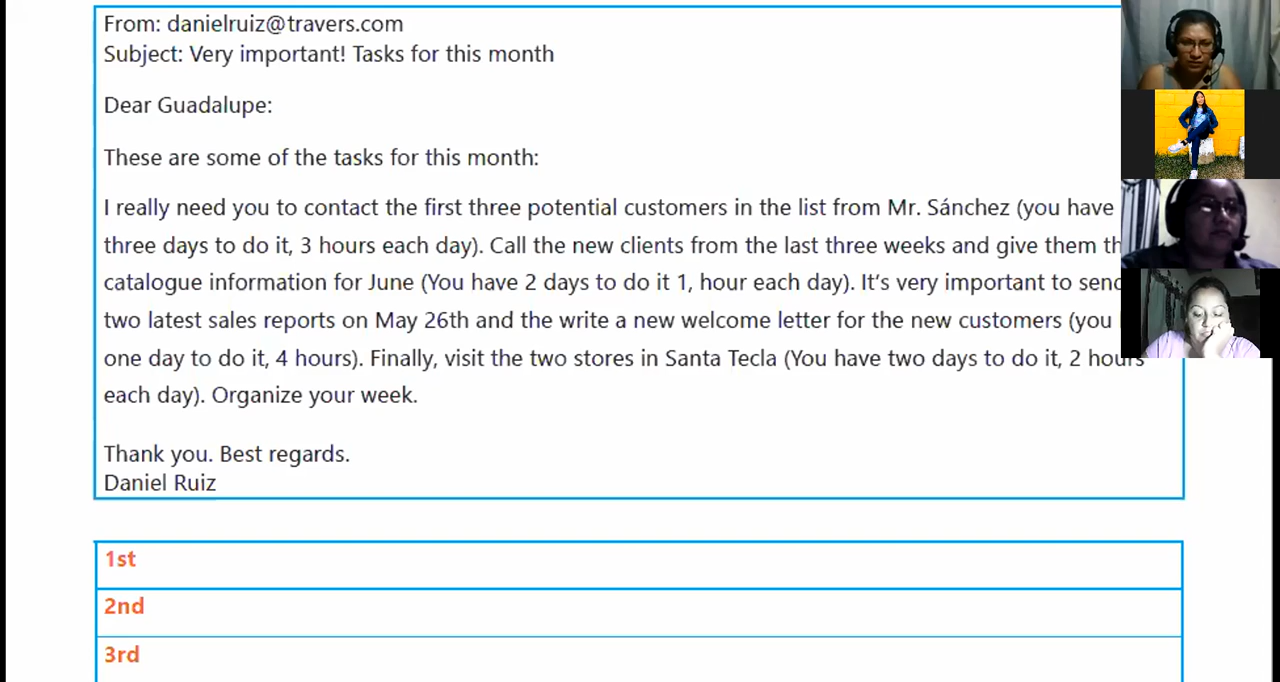 From: danielruiz@travers.com
Subject: Very important! Tasks for this month
Dear Guadalupe:
These are some of the tasks for this month:
I really need you to contact the first three potential customers in the list from Mr. Sánchez (you have
three days to do it, 3 hours each day). Call the new clients from the last three weeks and give them
catalogue information for June (You have 2 days to do it 1, hour each day). It's very important to
two latest sales reports on May 26th and the write a new welcome letter for the new customers (you
one day to do it, 4 hours). Finally, visit the two stores in Santa Tecla (You have two days to do it, 2 hours
each day). Organize your week.
Thank you. Best regards.
Daniel Ruiz
1st
2nd
3rd